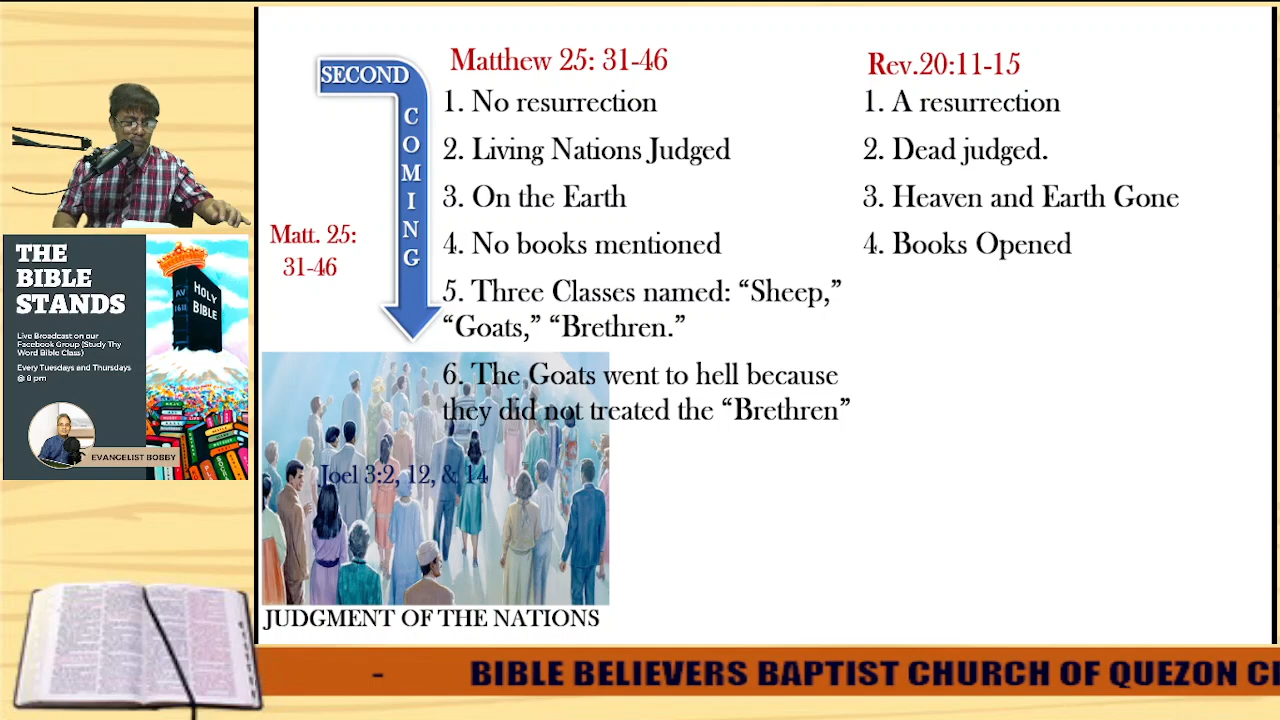 SECOND
COMING
Matt. 25:
31-46
Matthew 25: 31-46
1. No resurrection
2. Living Nations Judged
3. On the Earth
4. No books mentioned
5. Three Classes named: “Sheep,”
“Goats,” “Brethren.”
6. The Goats went to hell because
they did not treated the “Brethren”
Rev.20:11-15
1. A resurrection
2. Dead judged.
3. Heaven and Earth Gone
4. Books Opened
Joel 3:2, 12, & 14
JUDGMENT OF THE NATIONS
THE
BIBLE
STANDS
Live Broadcast on our
Facebook Group (Study Thy
Word Bible Class)
Every Tuesdays and Thursdays
@ 8 pm
EVANGELIST BOBBY
AV
1611
HOLY
BIBLE
- BIBLE BELIEVERS BAPTIST CHURCH OF QUEZON